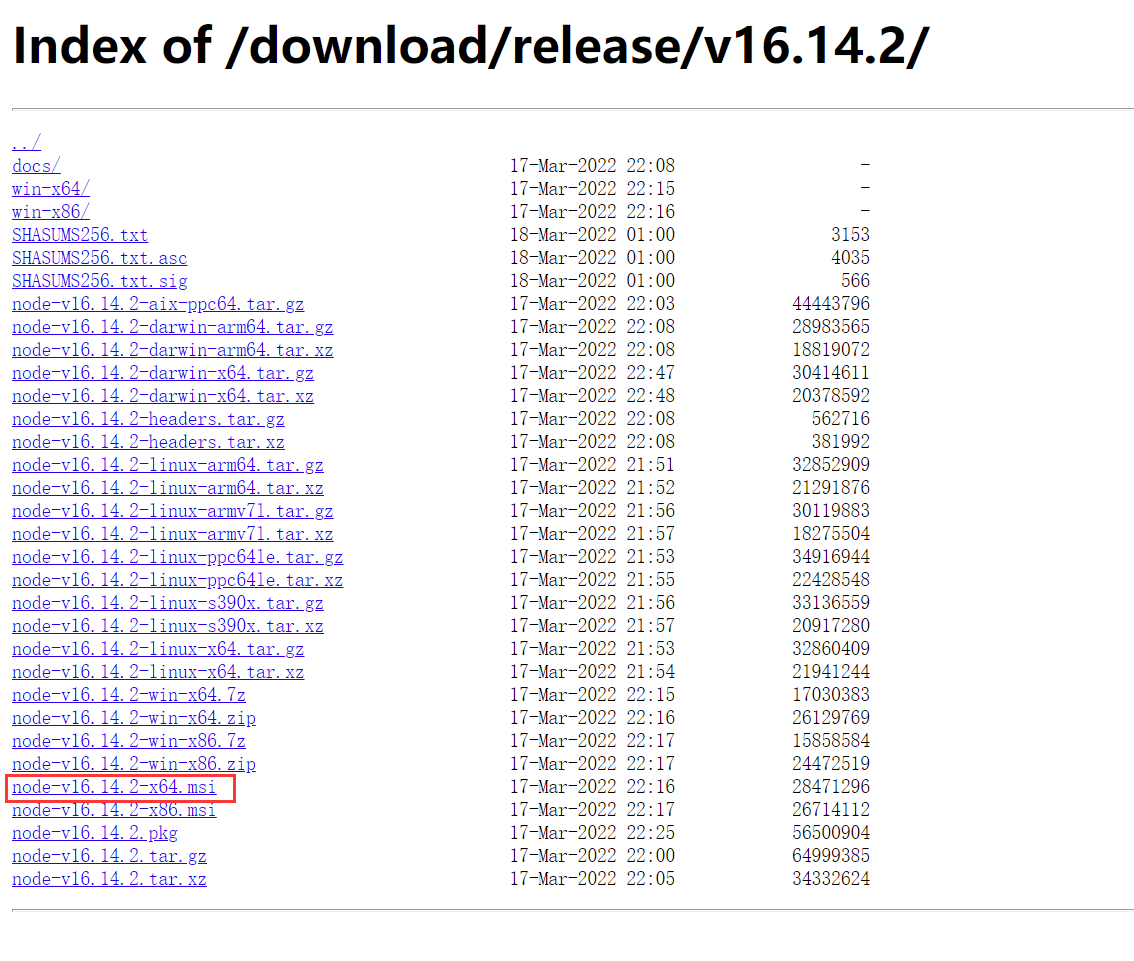 Index of /download/release/v16.14.2/
../
docs/ 17-Mar-2022 22:08 -
win-x64/ 17-Mar-2022 22:15 -
win-x86/ 17-Mar-2022 22:16 -
SHASUMS256.txt 18-Mar-2022 01:00 3153
SHASUMS256.txt.asc 18-Mar-2022 01:00 4035
SHASUMS256.txt.sig 18-Mar-2022 01:00 566
node-v16.14.2-aix-ppc64.tar.gz 17-Mar-2022 22:03 44443796
node-v16.14.2-darwin-arm64.tar.gz 17-Mar-2022 22:08 28983565
node-v16.14.2-darwin-arm64.tar.xz 17-Mar-2022 22:08 18819072
node-v16.14.2-darwin-x64.tar.gz 17-Mar-2022 22:47 30414611
node-v16.14.2-darwin-x64.tar.xz 17-Mar-2022 22:48 20378592
node-v16.14.2-headers.tar.gz 17-Mar-2022 22:08 562716
node-v16.14.2-headers.tar.xz 17-Mar-2022 22:08 381992
node-v16.14.2-linux-arm64.tar.gz 17-Mar-2022 21:51 32852909
node-v16.14.2-linux-arm64.tar.xz 17-Mar-2022 21:52 21291876
node-v16.14.2-linux-armv7l.tar.gz 17-Mar-2022 21:56 30119883
node-v16.14.2-linux-armv7l.tar.xz 17-Mar-2022 21:57 18275504
node-v16.14.2-linux-ppc64le.tar.gz 17-Mar-2022 21:53 34916944
node-v16.14.2-linux-ppc64le.tar.xz 17-Mar-2022 21:55 22428548
node-v16.14.2-linux-s390x.tar.gz 17-Mar-2022 21:56 33136559
node-v16.14.2-linux-s390x.tar.xz 17-Mar-2022 21:57 20917280
node-v16.14.2-linux-x64.tar.gz 17-Mar-2022 21:53 32860409
node-v16.14.2-linux-x64.tar.xz 17-Mar-2022 21:54 21941244
node-v16.14.2-win-x64.7z 17-Mar-2022 22:15 17030383
node-v16.14.2-win-x64.zip 17-Mar-2022 22:16 26129769
node-v16.14.2-win-x86.7z 17-Mar-2022 22:17 15858584
node-v16.14.2-win-x86.zip 17-Mar-2022 22:17 24472519
node-v16.14.2-x64.msi 17-Mar-2022 22:16 28471296
node-v16.14.2-x86.msi 17-Mar-2022 22:17 26714112
node-v16.14.2.pkg 17-Mar-2022 22:25 56500904
node-v16.14.2.tar.gz 17-Mar-2022 22:00 64999385
node-v16.14.2.tar.xz 17-Mar-2022 22:05 34332624